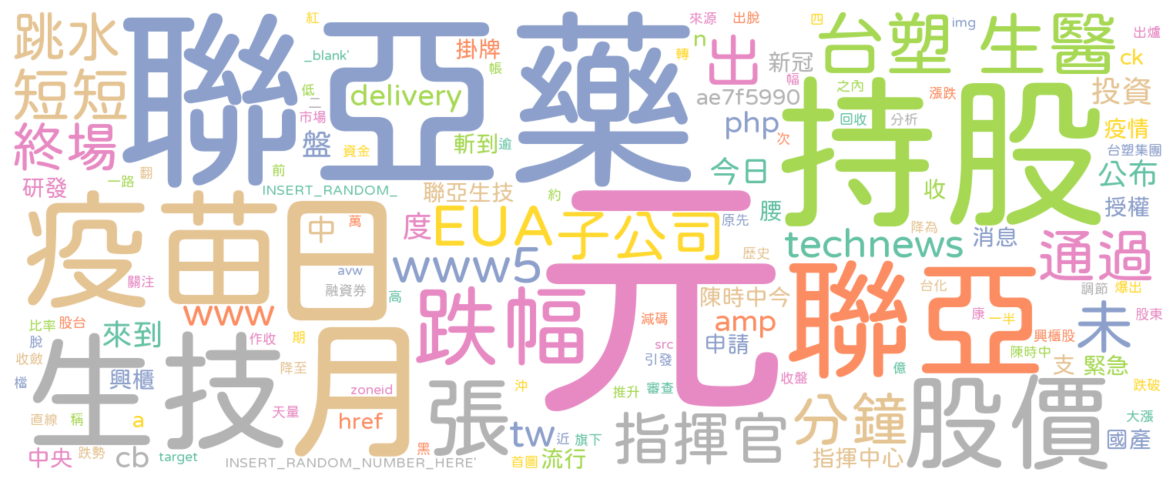 跳水
聯亞藥
紅
_blank'
掛牌
來源
出脫
n
出
轉
台塑
生醫
四
img
出爐
ck
短短
delivery
帳
低
二
市場
新冠
幅
ae7f5990
之內
漲跌
投資
持股
回收
分析
疫情
終場
盤
資金
斬到
逾
php
次
台塑集團
研發
一路
翻
前
INSERT_RANDOM_
聯亞生技
約
今日
收
公布
授權
疫苗
日
中
萬
度
EUA
子公司
元
原先
腰
降為
technews
消息
歷史
通過
關注
avw
融資券
高
www5
www
跌幅
陳時中今
聯亞
台化
調節
爆出
比率
股台
脫
收斂
檔
來到
作收
期
月
減碼
amp
src
引發
申請
康
一半
未
股東
興櫃股
陳時中
支
緊急
生技
興櫃
降至
zoneid
張
沖
推升
審查
收盤
億
股價
跌破
直線
稱
a
天量
href
黑
tw
近
旗下
指揮官
分鐘
大漲
國產
中央
跌勢
cb
target
INSERT_RANDOM_NUMBER_HERE'
首圖
流行
指揮中心